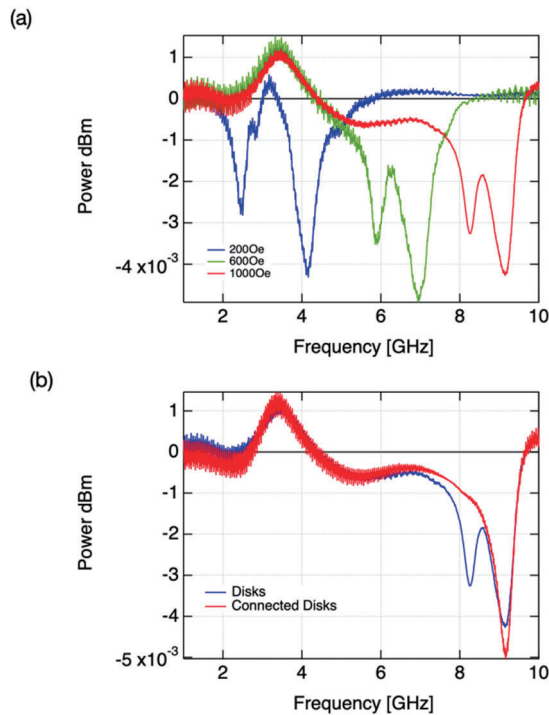 (a)
1
0
-1
-2
-3
-4 x10⁻³
Power dBm
200Oe
600Oe
1000Oe
2 4 6 8 10
Frequency [GHz]
(b)
1
0
-1
-2
-3
-4
-5 x10⁻³
Power dBm
Disks
Connected Disks
2 4 6 8 10
Frequency [GHz]